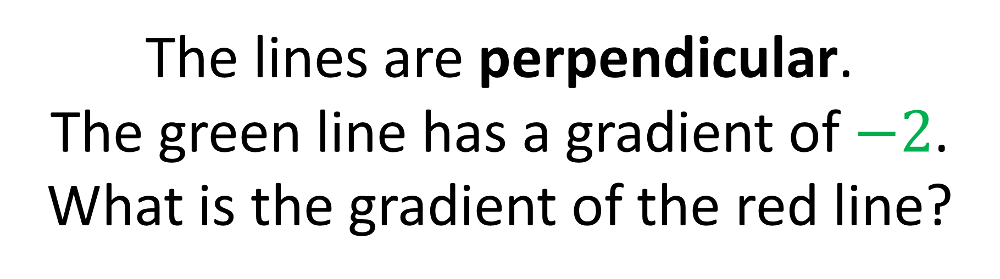 The lines are perpendicular.
The green line has a gradient of −2.
What is the gradient of the red line?